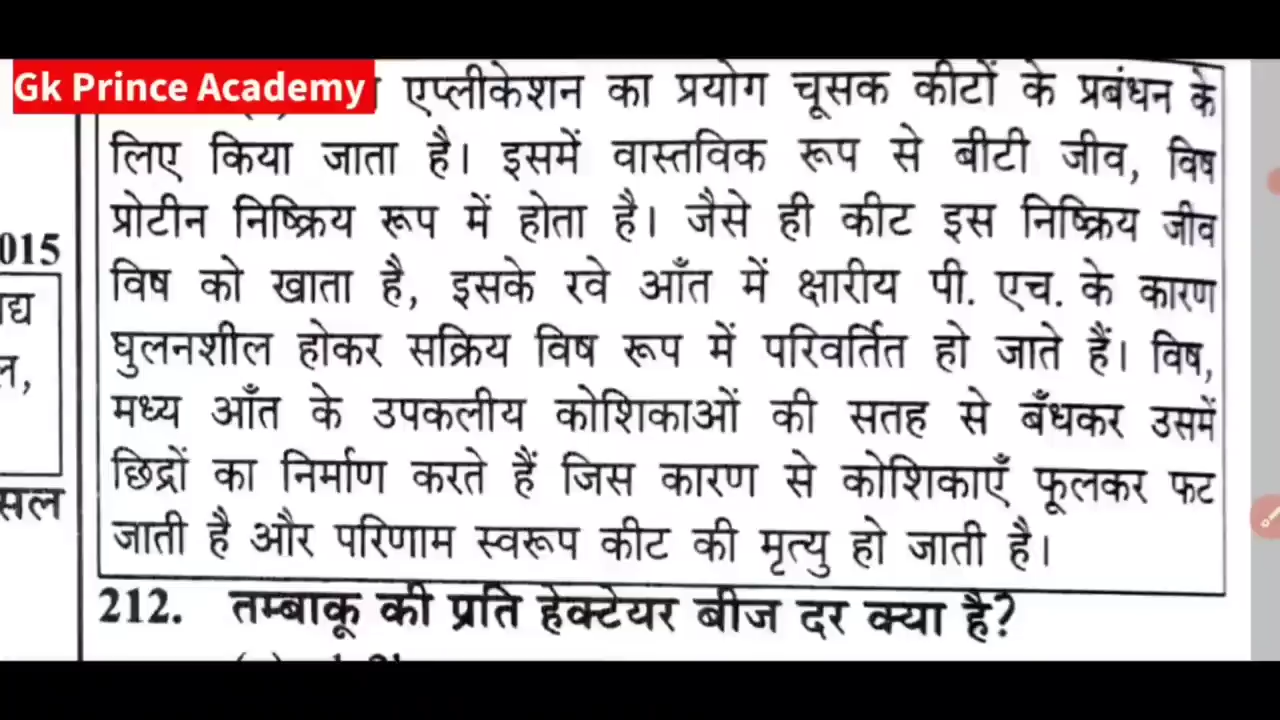 Gk Prince Academy
एप्लीकेशन का प्रयोग चूसक कीटों के प्रबंधन के
लिए किया जाता है। इसमें वास्तविक रूप से बीटी जीव, विष
प्रोटीन निष्क्रिय रूप में होता है। जैसे ही कीट इस निष्क्रिय जीव
विष को खाता है, इसके रवे आँत में क्षारीय पी. एच. के कारण
घुलनशील होकर सक्रिय विष रूप में परिवर्तित हो जाते हैं। विष,
मध्य आँत के उपकलीय कोशिकाओं की सतह से बँधकर उसमें
छिद्रों का निर्माण करते हैं जिस कारण से कोशिकाएँ फूलकर फट
जाती है और परिणाम स्वरूप कीट की मृत्यु हो जाती है।
212. तम्बाकू की प्रति हेक्टेयर बीज दर क्या है?
015